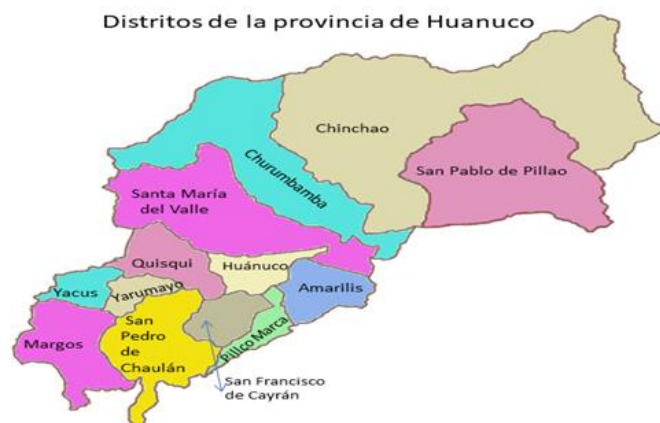 Distritos de la provincia de Huanuco
Chinchao
San Pablo de Pillao
Churumbamba
Santa María
del Valle
Quisqui
Huánuco
Amarilis
Yacus
Yarumayo
Margos
San
Pedro
de
Chaulán
Pillco Marca
San Francisco
de Cayrán